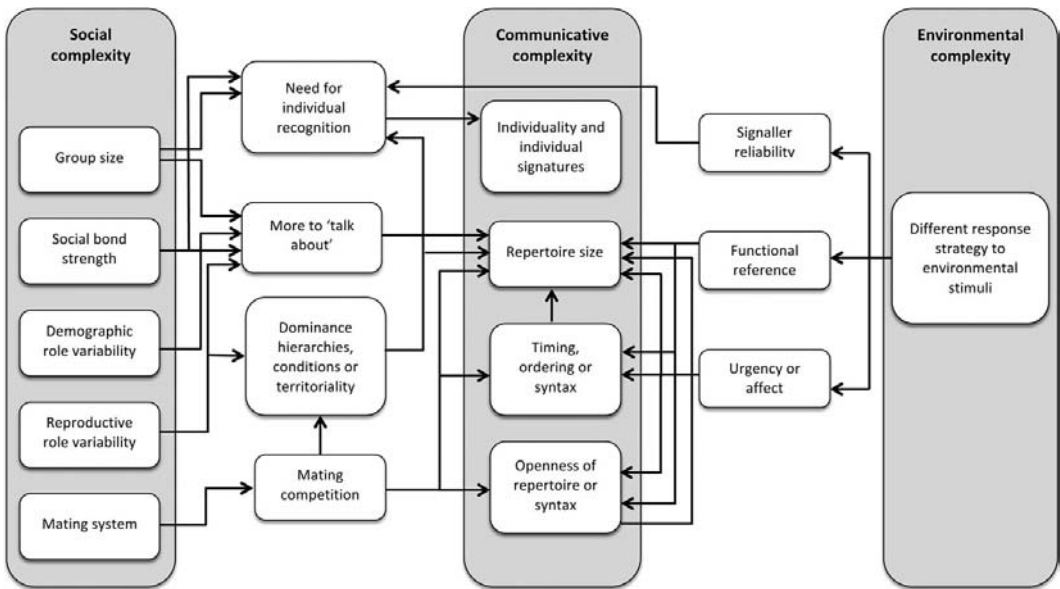 Social
complexity
Group size
Social bond
strength
Demographic
role variability
Reproductive
role variability
Mating system
Need for
individual
recognition
More to ‘talk
about’
Dominance
hierarchies,
conditions or
territoriality
Mating
competition
Communicative
complexity
Individuality and
individual
signatures
Repertoire size
Timing,
ordering or
syntax
Openness of
repertoire or
syntax
Signaller
reliability
Functional
reference
Urgency or
affect
Environmental
complexity
Different response
strategy to
environmental
stimuli